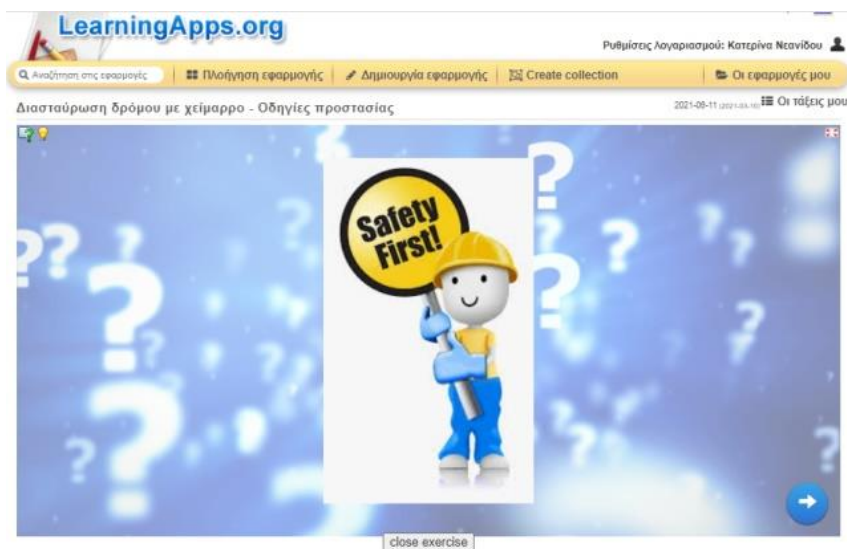 LearningApps.org
Ρυθμίσεις λογαριασμού: Κατερίνα Νεανίδου
Αναζήτηση στις εφαρμογές Πλοήγηση εφαρμογής Δημιουργία εφαρμογής Create collection Οι εφαρμογές μου
Διασταύρωση δρόμου με χείμαρρο - Οδηγίες προστασίας 2021-09-11 Οι τάξεις μου
Safety
First!
close exercise